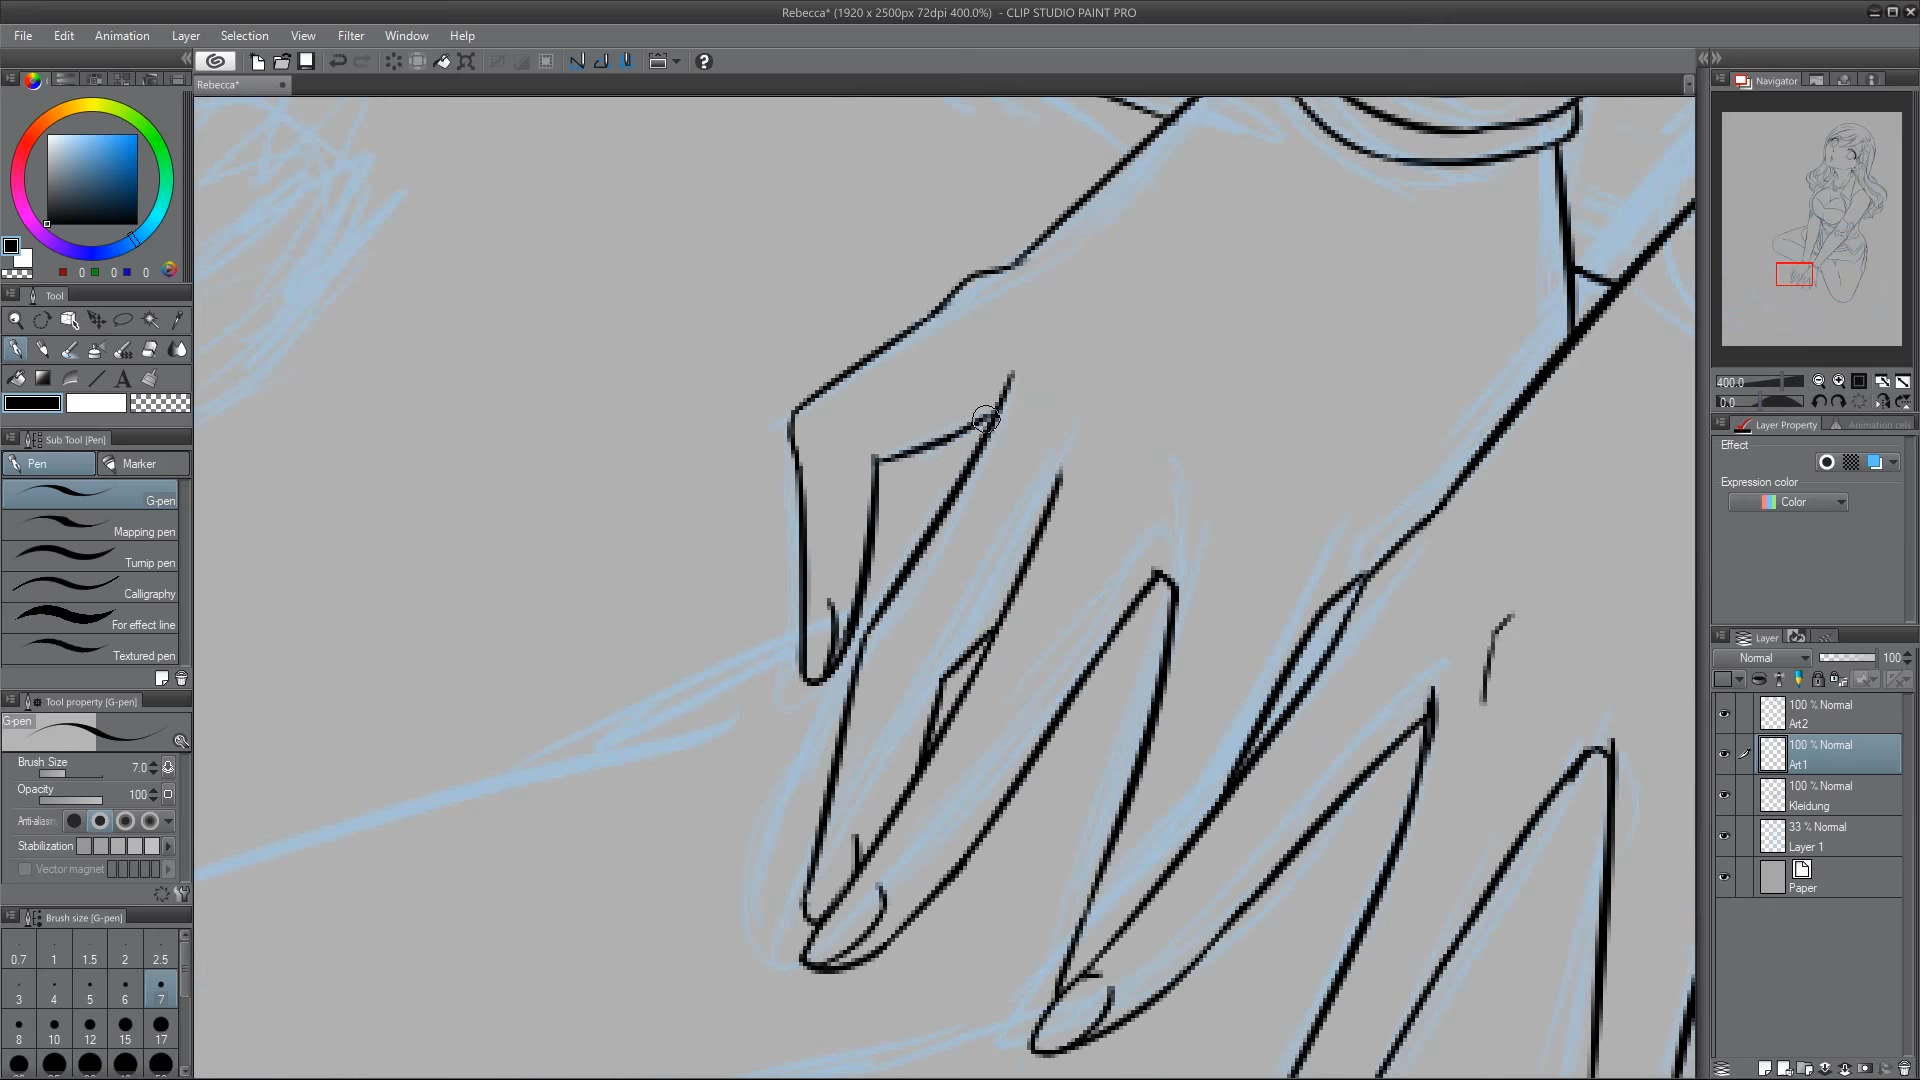 Rebecca* (1920 x 2500px 72dpi 400.0%) - CLIP STUDIO PAINT PRO
File Edit Animation Layer Selection View Filter Window Help
Rebecca*
Navigator
0 0 0
Tool
400.0
0.0
Layer Property Animation cels
Effect
Expression color
Color
Sub Tool [Pen]
Pen Marker
G-pen
Mapping pen
Turnip pen
Calligraphy
For effect line
Textured pen
Layer
Normal 100
100 % Normal
Art2
100 % Normal
Art1
100 % Normal
Kleidung
33 % Normal
Layer 1
Paper
Tool property [G-pen]
G-pen
Brush Size 7.0
Opacity 100
Anti-aliasin
Stabilization
Vector magnet
Brush size [G-pen]
0.7 1 1.5 2 2.5
3 4 5 6 7
8 10 12 15 17